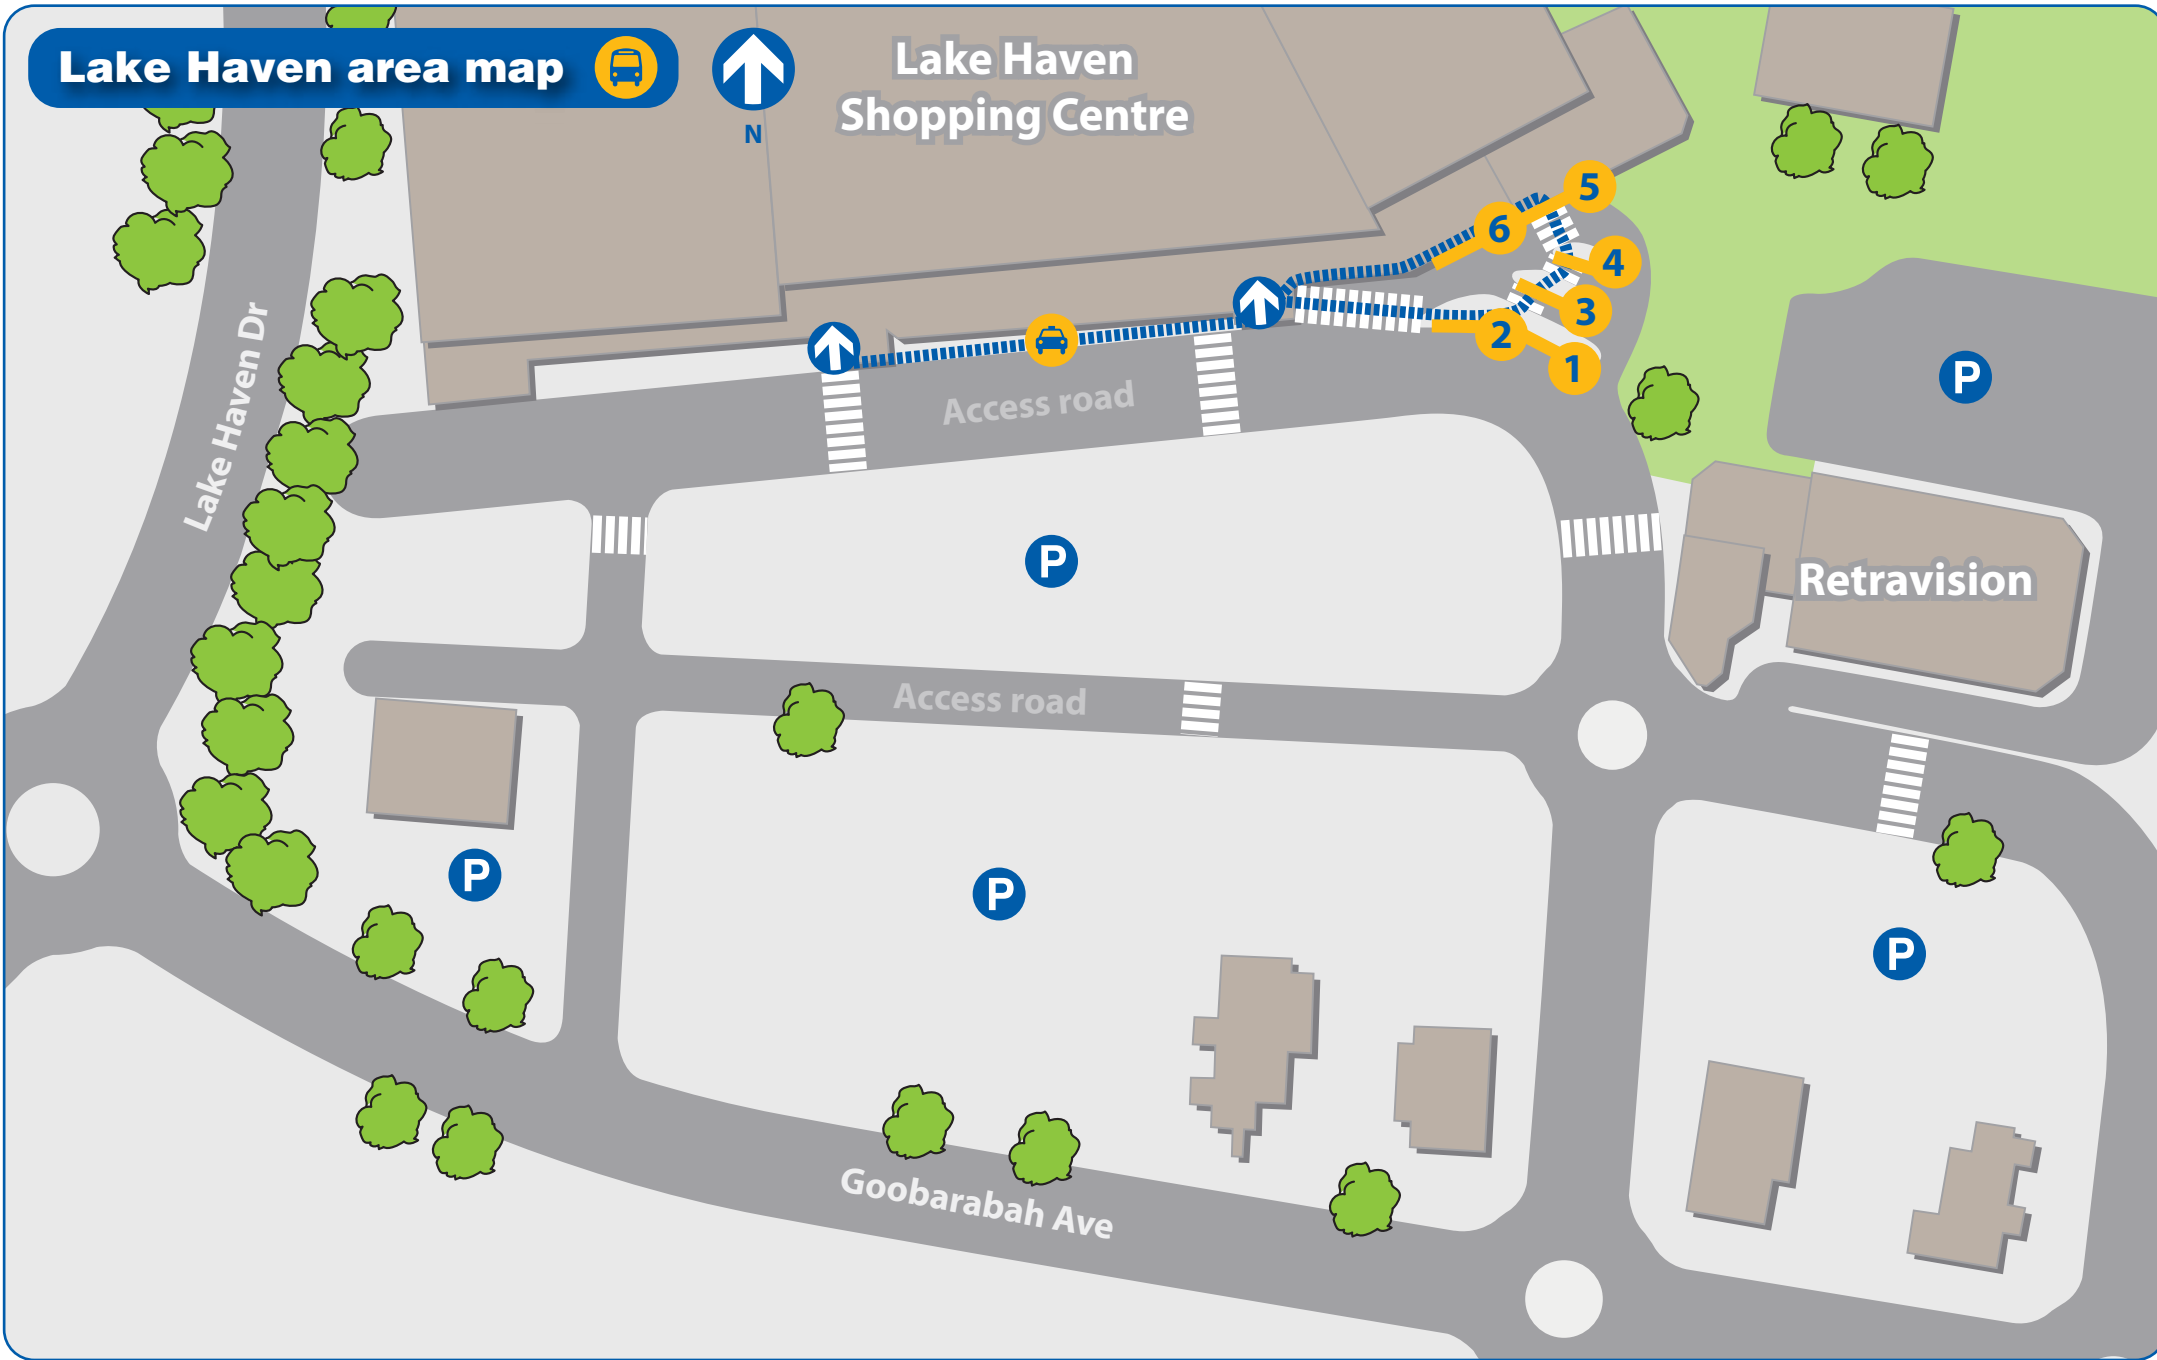 Lake Haven area map
N
Lake Haven
Shopping Centre
5
6
4
3
2
1
Lake Haven Dr
Access road
P
P
Retravision
Access road
P
P
P
Goobarabah Ave